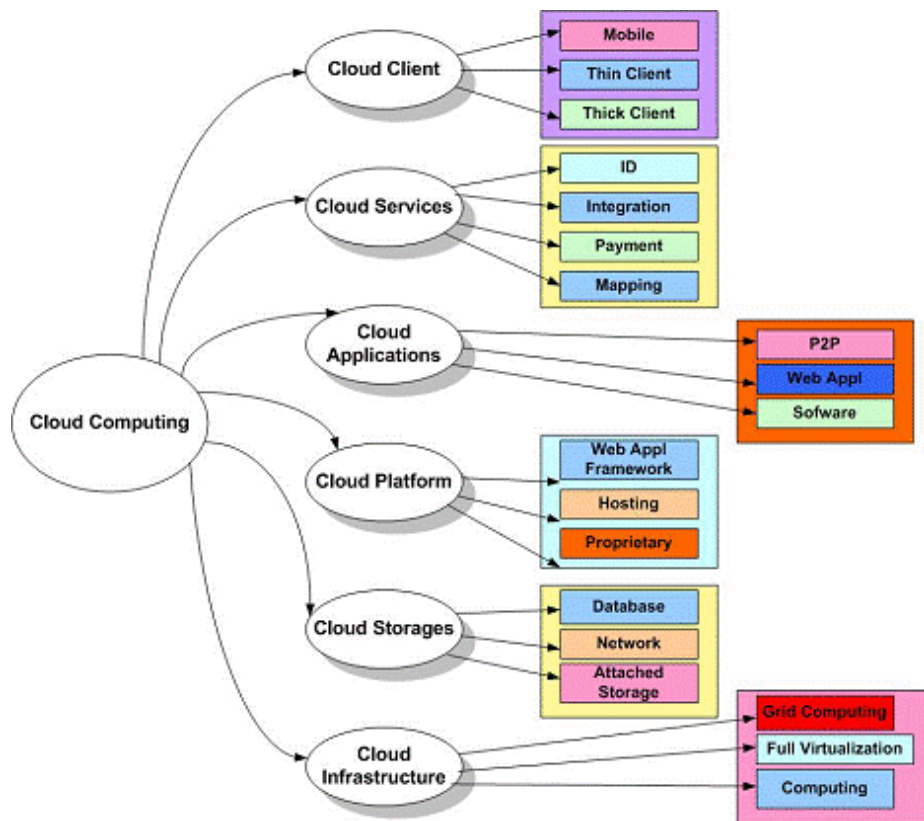 Cloud Client
Mobile
Thin Client
Thick Client
Cloud Services
ID
Integration
Payment
Mapping
Cloud
Applications
P2P
Web Appl
Sofware
Cloud Computing
Cloud Platform
Web Appl
Framework
Hosting
Proprietary
Cloud Storages
Database
Network
Attached
Storage
Cloud
Infrastructure
Grid Computing
Full Virtualization
Computing